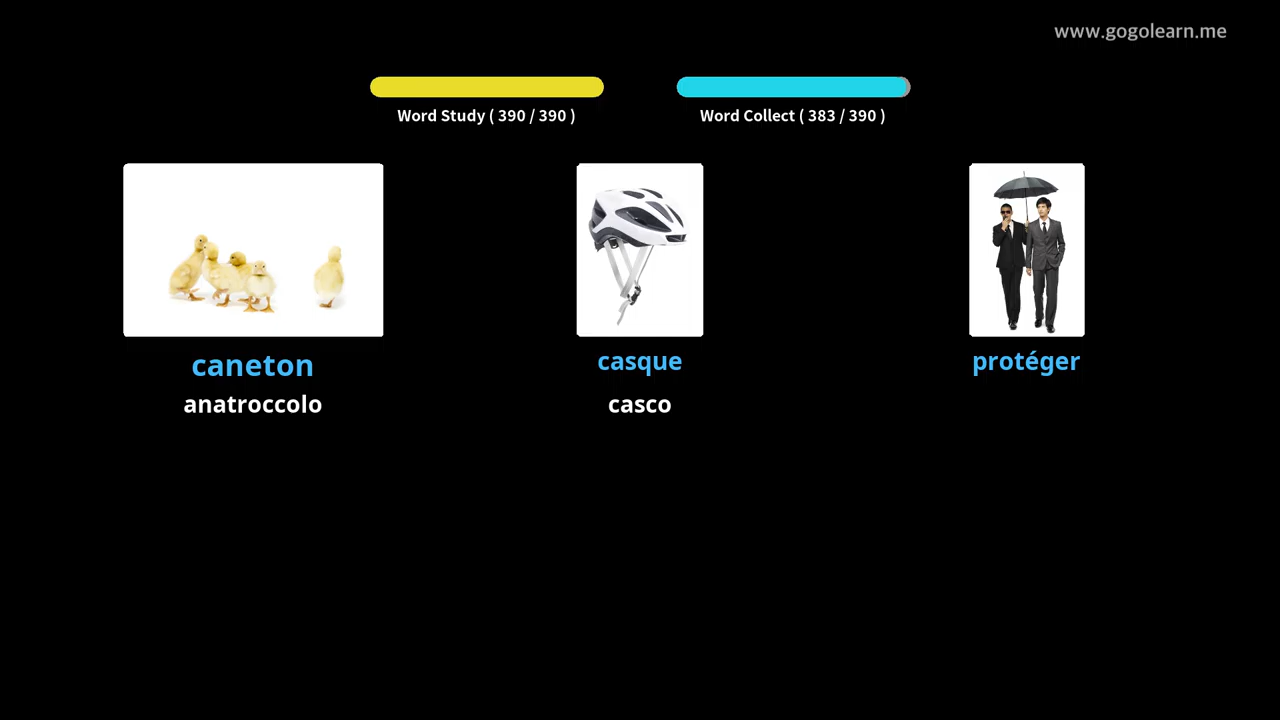 www.gogolearn.me
Word Study ( 390 / 390 )
Word Collect ( 383 / 390 )
caneton
casque
protéger
anatroccolo
casco